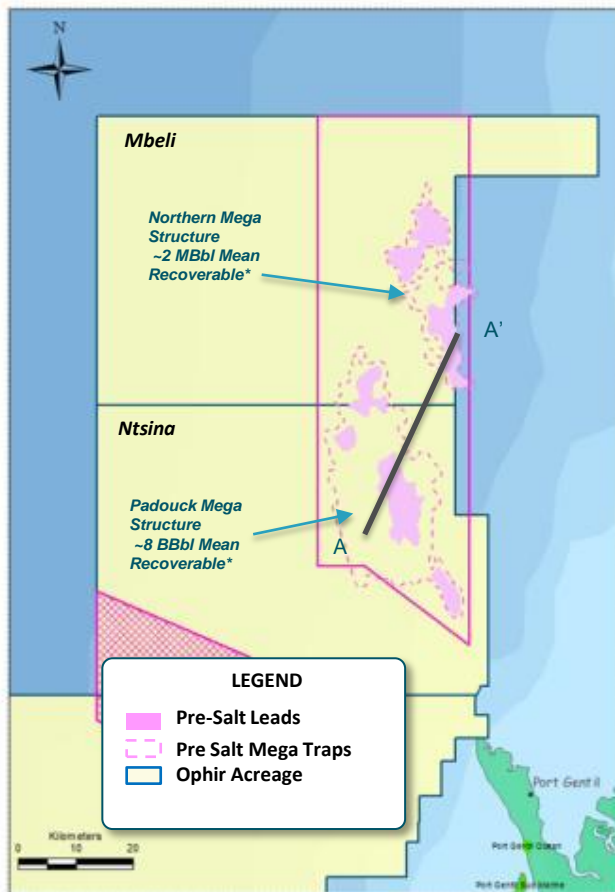 N
Mbeli
Northern Mega
Structure
~2 MBbl Mean
Recoverable*
A'
Ntsina
Padouck Mega
Structure
~8 BBbl Mean
Recoverable*
A
LEGEND
Pre-Salt Leads
Pre Salt Mega Traps
Ophir Acreage
Port Gentil
Kilometers
0 5 10 20